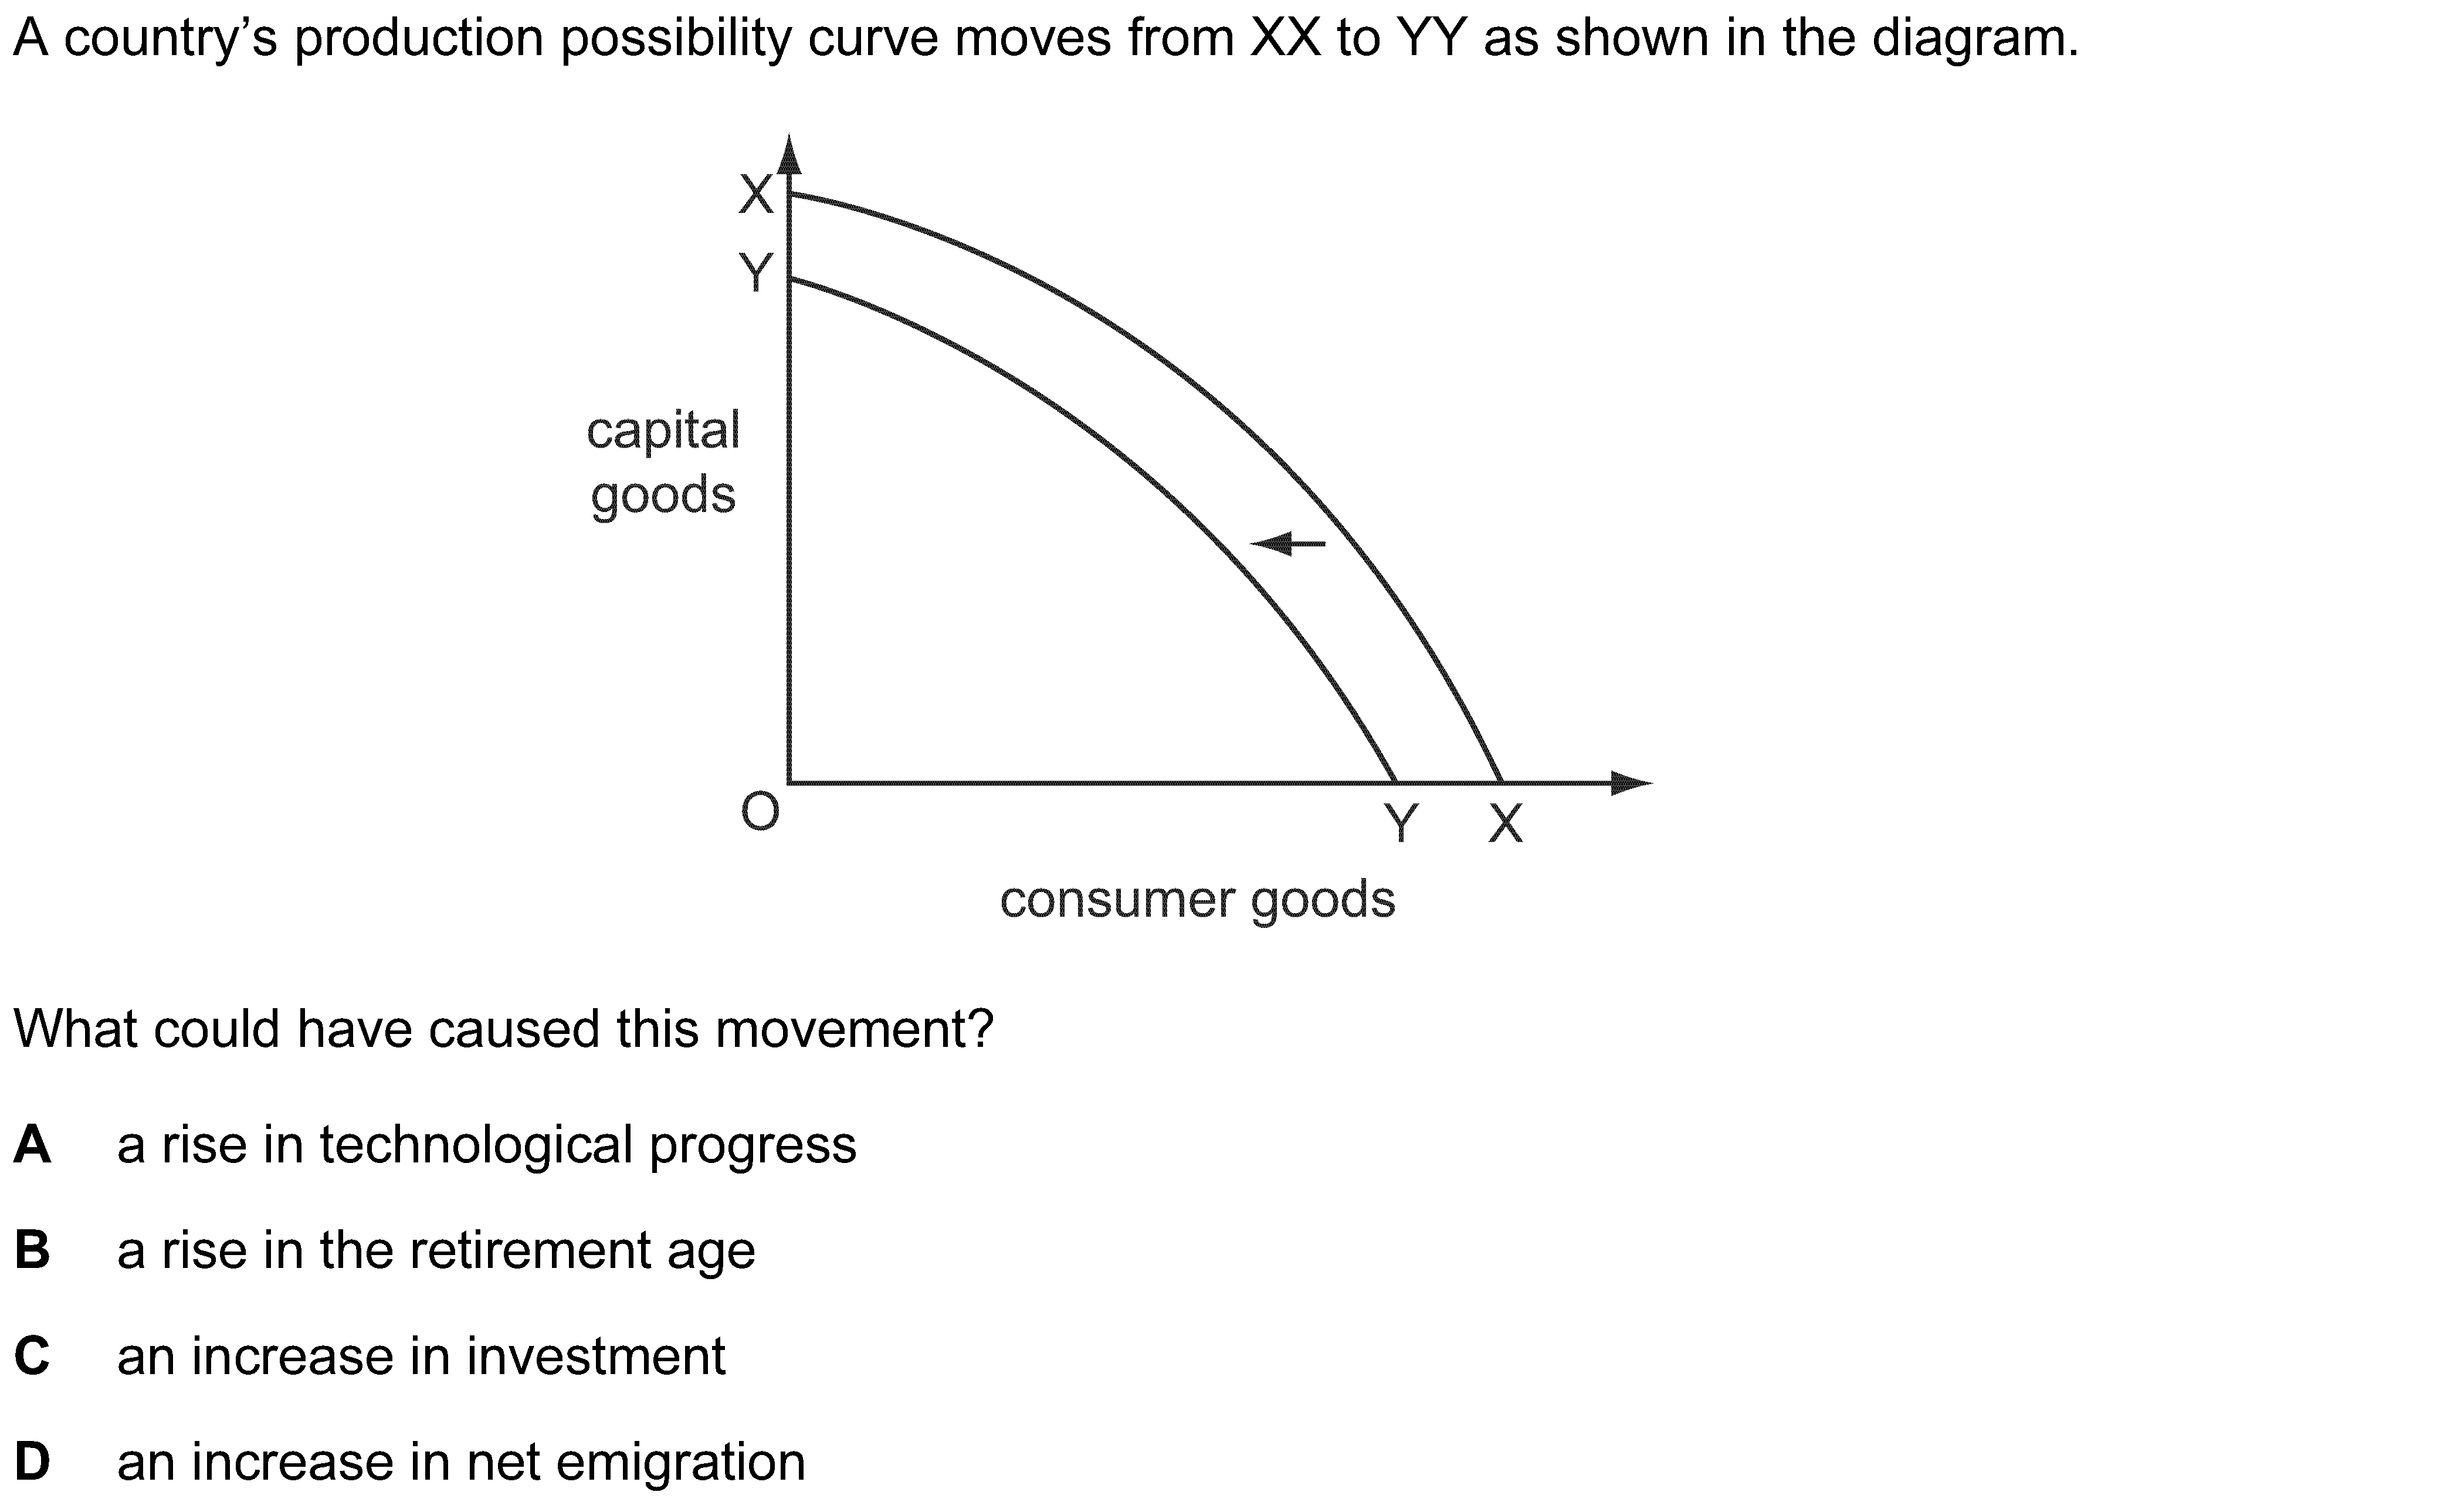 A country’s production possibility curve moves from XX to YY as shown in the diagram.
X
Y
capital
goods
O
Y X
consumer goods
What could have caused this movement?
A a rise in technological progress
B a rise in the retirement age
C an increase in investment
D an increase in net emigration